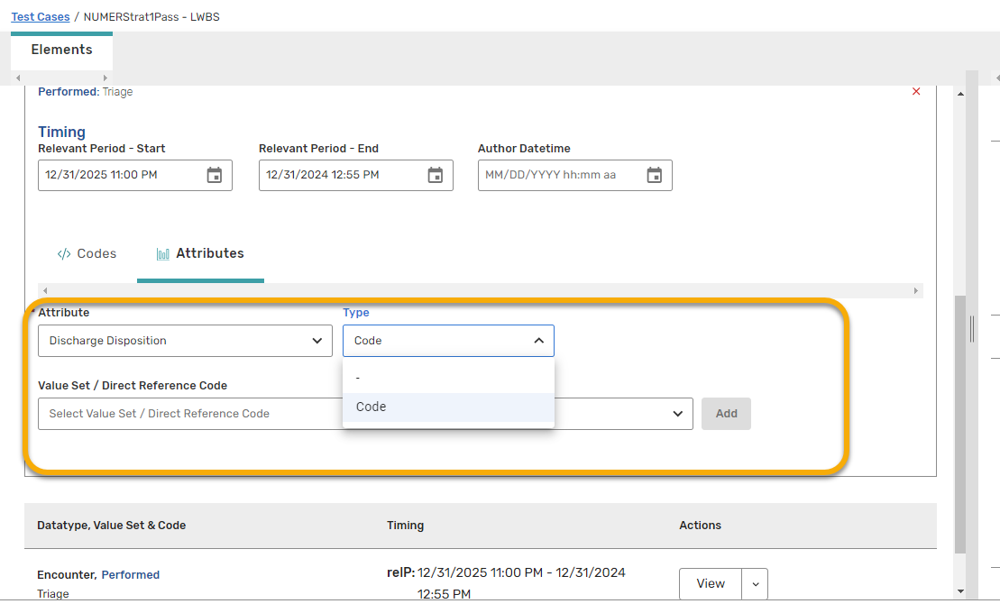 Test Cases / NUMERStrat1Pass - LWBS
Elements
Performed: Triage
Timing
Relevant Period - Start Relevant Period - End Author Datetime
12/31/2025 11:00 PM 12/31/2024 12:55 PM MM/DD/YYYY hh:mm aa
</> Codes Attributes
* Attribute Type
Discharge Disposition Code
-
Value Set / Direct Reference Code
Code
Select Value Set / Direct Reference Code Add
Datatype, Value Set & Code Timing Actions
Encounter, Performed relP: 12/31/2025 11:00 PM - 12/31/2024 View
Triage 12:55 PM